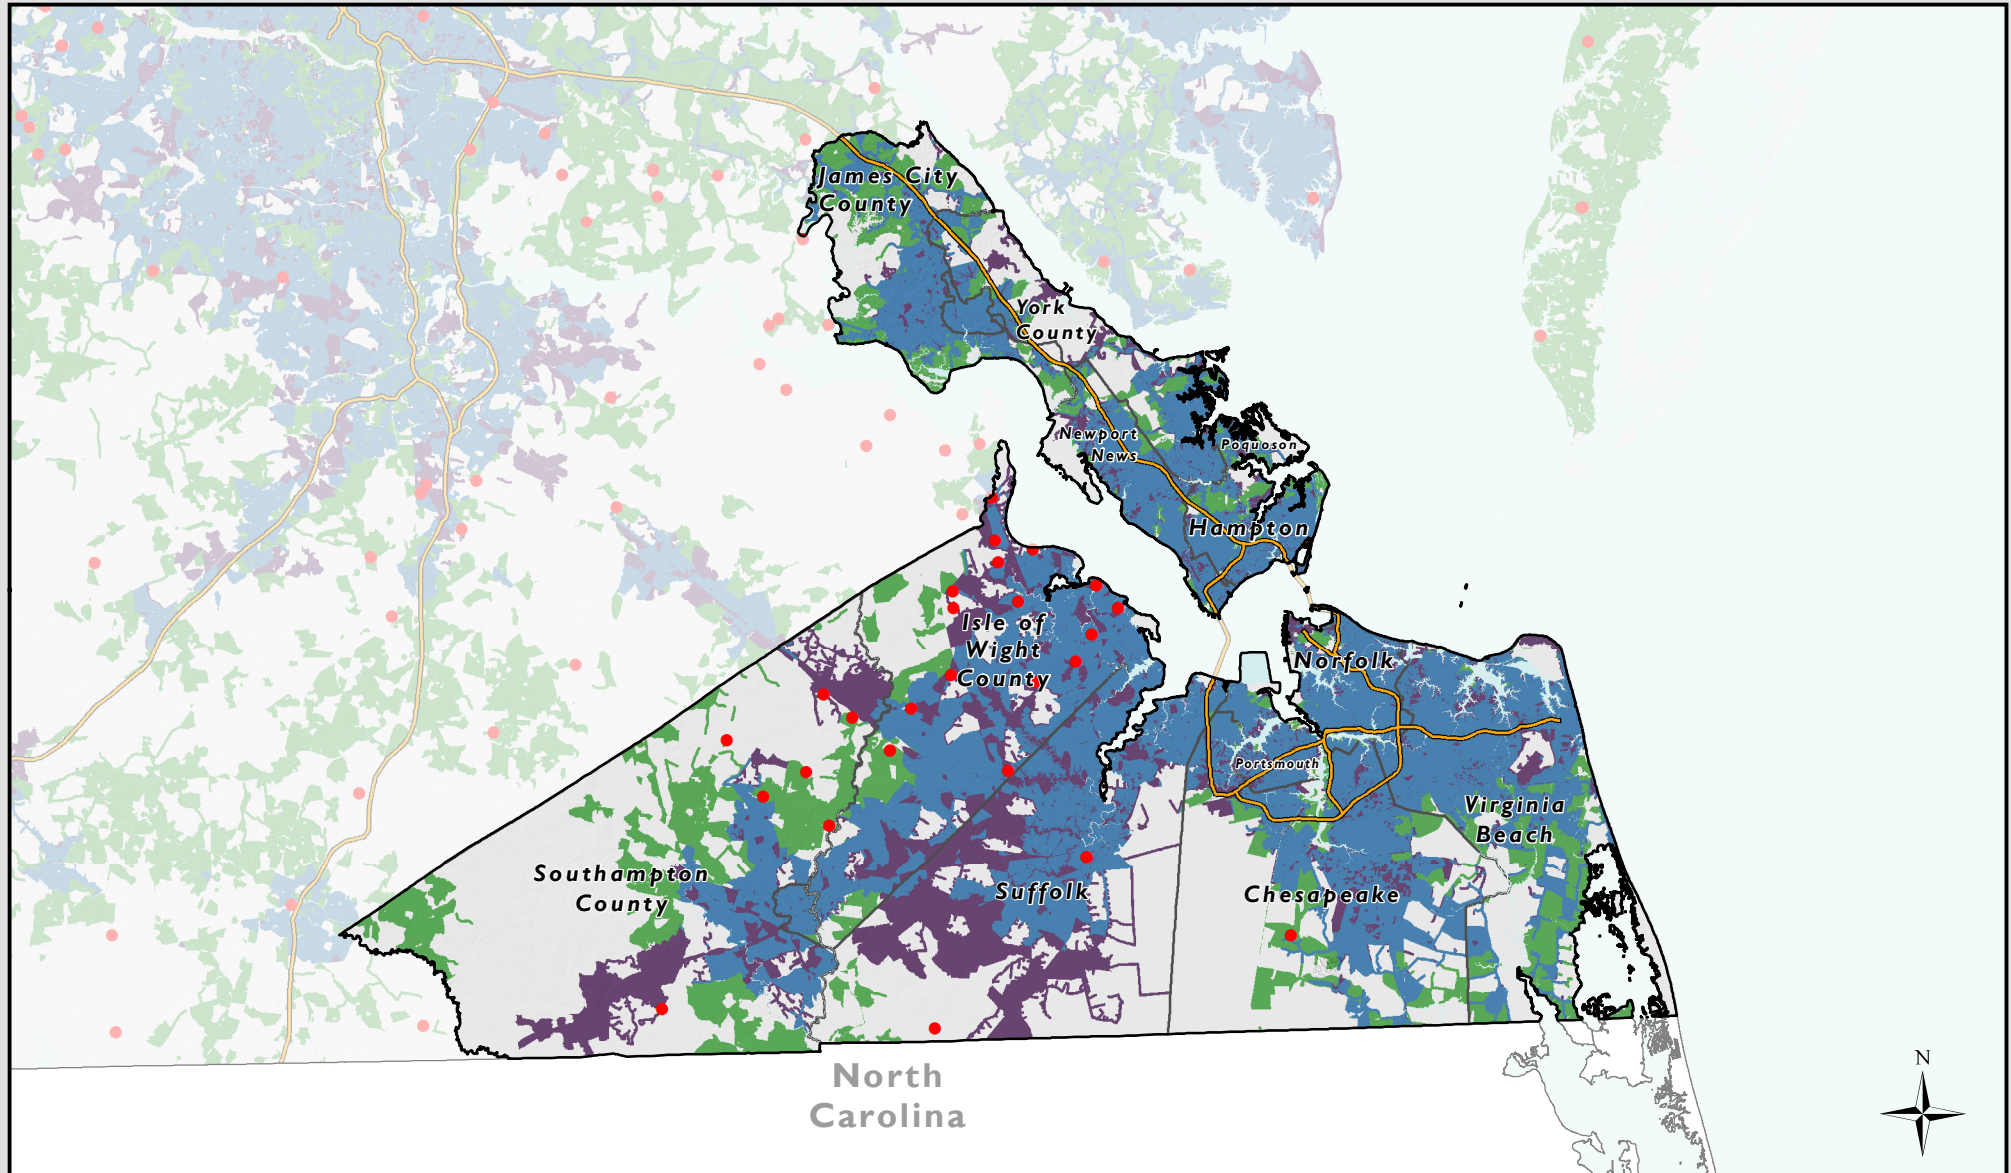 James City
County
York
County
Newport
News
Poquoson
Hampton
Isle of
Wight
County
Norfolk
Portsmouth
Virginia
Beach
Southampton
County
Suffolk
Chesapeake
North
Carolina
N